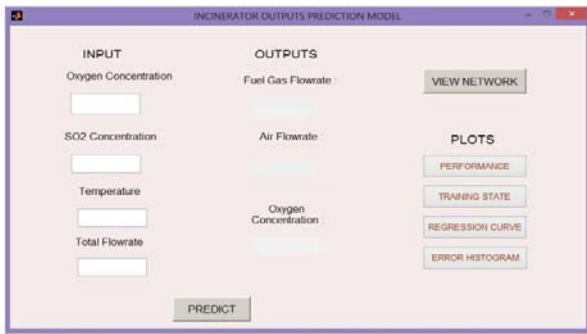 INCINERATOR OUTPUTS PREDICTION MODEL
INPUT
Oxygen Concentration
SO2 Concentration
Temperature
Total Flowrate
OUTPUTS
Fuel Gas Flowrate :
Air Flowrate :
Oxygen
Concentration :
VIEW NETWORK
PLOTS
PERFORMANCE
TRAINING STATE
REGRESSION CURVE
ERROR HISTOGRAM
PREDICT